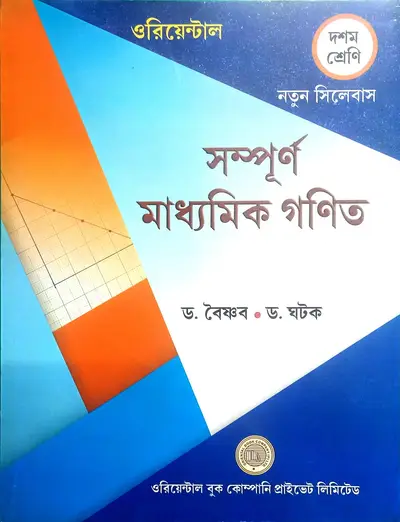 ওরিয়েন্টাল
দশম
শ্রেণি
নতুন সিলেবাস
সম্পূর্ণ
মাধ্যমিক গণিত
ড. বৈষ্ণব • ড. ঘটক
ওরিয়েন্টাল বুক কোম্পানি প্রাইভেট লিমিটেড